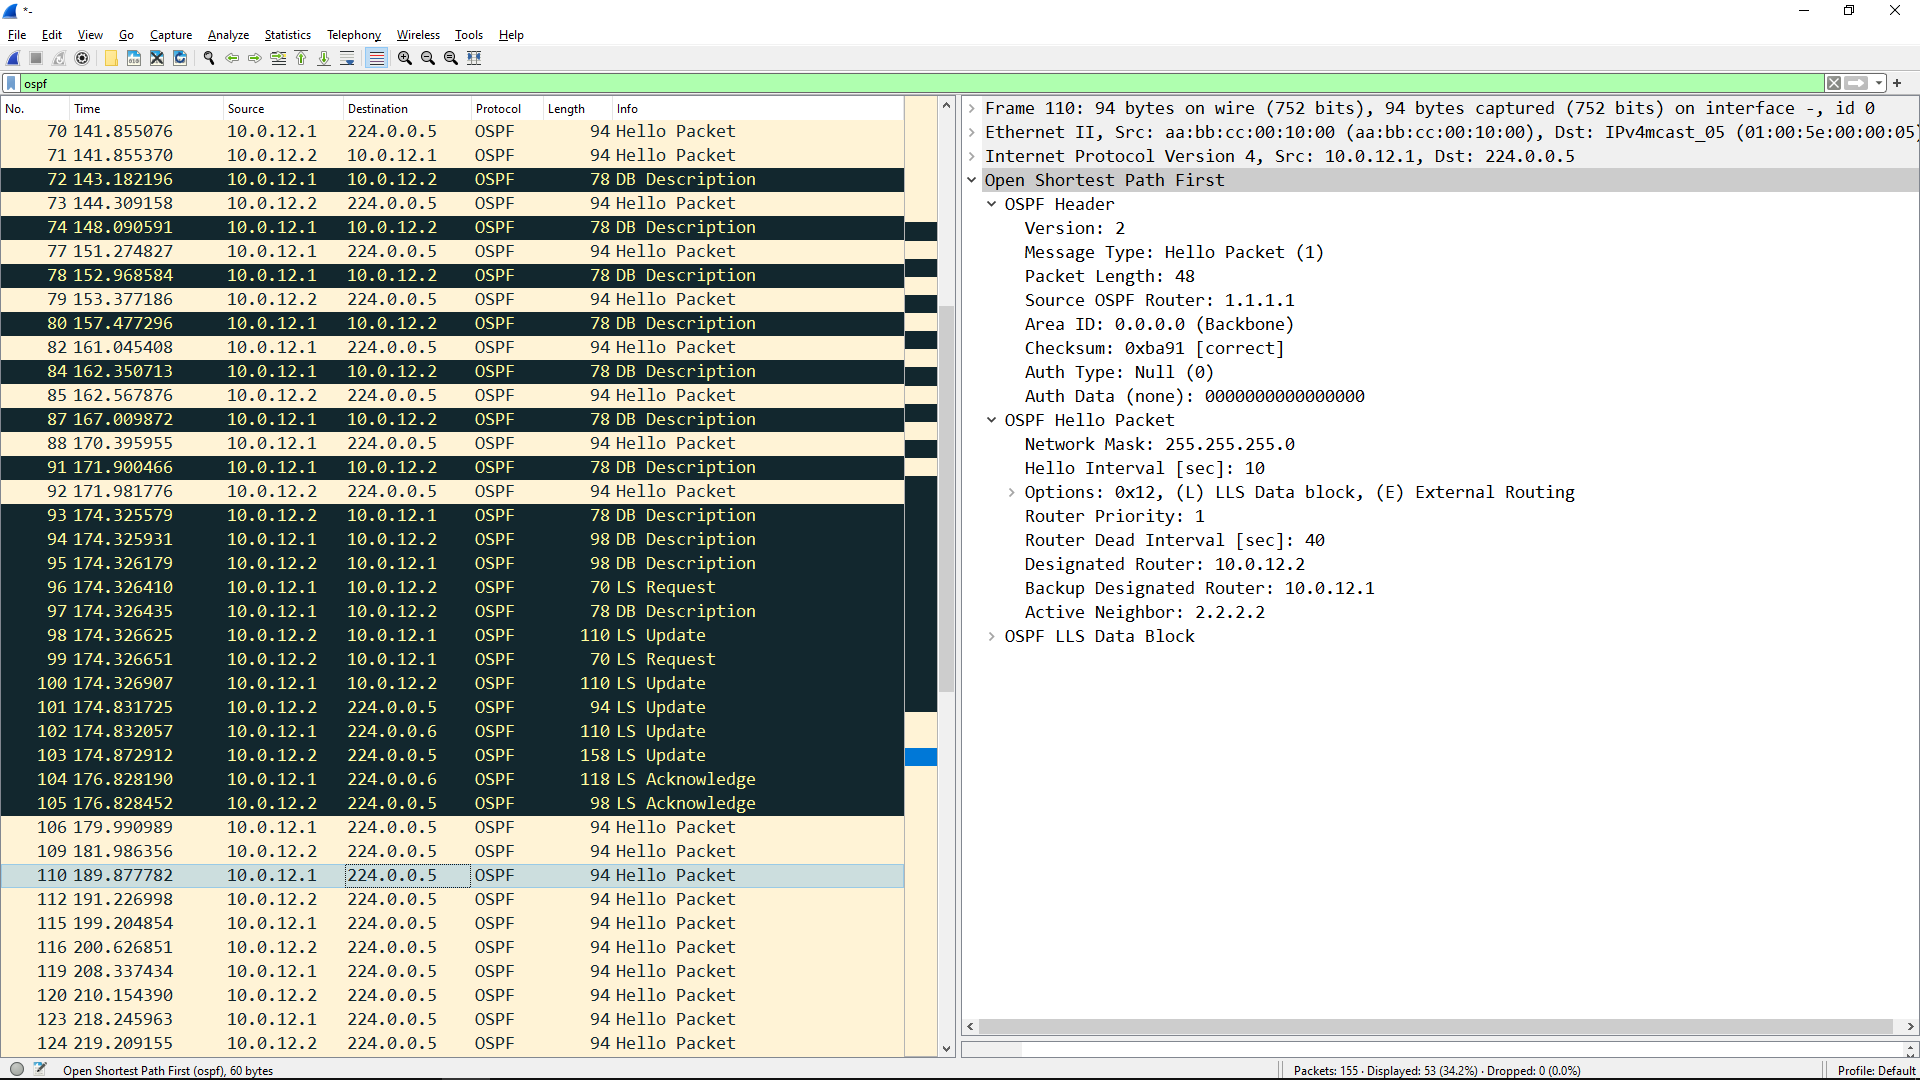 *-
File Edit View Go Capture Analyze Statistics Telephony Wireless Tools Help
ospf
No. Time Source Destination Protocol Length Info
70 141.855076 10.0.12.1 224.0.0.5 OSPF 94 Hello Packet
71 141.855370 10.0.12.2 10.0.12.1 OSPF 94 Hello Packet
72 143.182196 10.0.12.1 10.0.12.2 OSPF 78 DB Description
73 144.309158 10.0.12.2 224.0.0.5 OSPF 94 Hello Packet
74 148.090591 10.0.12.1 10.0.12.2 OSPF 78 DB Description
77 151.274827 10.0.12.1 224.0.0.5 OSPF 94 Hello Packet
78 152.968584 10.0.12.1 10.0.12.2 OSPF 78 DB Description
79 153.377186 10.0.12.2 224.0.0.5 OSPF 94 Hello Packet
80 157.477296 10.0.12.1 10.0.12.2 OSPF 78 DB Description
82 161.045408 10.0.12.1 224.0.0.5 OSPF 94 Hello Packet
84 162.350713 10.0.12.1 10.0.12.2 OSPF 78 DB Description
85 162.567876 10.0.12.2 224.0.0.5 OSPF 94 Hello Packet
87 167.009872 10.0.12.1 10.0.12.2 OSPF 78 DB Description
88 170.395955 10.0.12.1 224.0.0.5 OSPF 94 Hello Packet
91 171.900466 10.0.12.1 10.0.12.2 OSPF 78 DB Description
92 171.981776 10.0.12.2 224.0.0.5 OSPF 94 Hello Packet
93 174.325579 10.0.12.2 10.0.12.1 OSPF 78 DB Description
94 174.325931 10.0.12.1 10.0.12.2 OSPF 98 DB Description
95 174.326179 10.0.12.2 10.0.12.1 OSPF 98 DB Description
96 174.326410 10.0.12.1 10.0.12.2 OSPF 70 LS Request
97 174.326435 10.0.12.1 10.0.12.2 OSPF 78 DB Description
98 174.326625 10.0.12.2 10.0.12.1 OSPF 110 LS Update
99 174.326651 10.0.12.2 10.0.12.1 OSPF 70 LS Request
100 174.326907 10.0.12.1 10.0.12.2 OSPF 110 LS Update
101 174.831725 10.0.12.2 224.0.0.5 OSPF 94 LS Update
102 174.832057 10.0.12.1 224.0.0.6 OSPF 110 LS Update
103 174.872912 10.0.12.2 224.0.0.5 OSPF 158 LS Update
104 176.828190 10.0.12.1 224.0.0.6 OSPF 118 LS Acknowledge
105 176.828452 10.0.12.2 224.0.0.5 OSPF 98 LS Acknowledge
106 179.990989 10.0.12.1 224.0.0.5 OSPF 94 Hello Packet
109 181.986356 10.0.12.2 224.0.0.5 OSPF 94 Hello Packet
110 189.877782 10.0.12.1 224.0.0.5 OSPF 94 Hello Packet
112 191.226998 10.0.12.2 224.0.0.5 OSPF 94 Hello Packet
115 199.204854 10.0.12.1 224.0.0.5 OSPF 94 Hello Packet
116 200.626851 10.0.12.2 224.0.0.5 OSPF 94 Hello Packet
119 208.337434 10.0.12.1 224.0.0.5 OSPF 94 Hello Packet
120 210.154390 10.0.12.2 224.0.0.5 OSPF 94 Hello Packet
123 218.245963 10.0.12.1 224.0.0.5 OSPF 94 Hello Packet
124 219.209155 10.0.12.2 224.0.0.5 OSPF 94 Hello Packet
Frame 110: 94 bytes on wire (752 bits), 94 bytes captured (752 bits) on interface -, id 0
Ethernet II, Src: aa:bb:cc:00:10:00 (aa:bb:cc:00:10:00), Dst: IPv4mcast_05 (01:00:5e:00:00:05)
Internet Protocol Version 4, Src: 10.0.12.1, Dst: 224.0.0.5
Open Shortest Path First
OSPF Header
Version: 2
Message Type: Hello Packet (1)
Packet Length: 48
Source OSPF Router: 1.1.1.1
Area ID: 0.0.0.0 (Backbone)
Checksum: 0xba91 [correct]
Auth Type: Null (0)
Auth Data (none): 0000000000000000
OSPF Hello Packet
Network Mask: 255.255.255.0
Hello Interval [sec]: 10
Options: 0x12, (L) LLS Data block, (E) External Routing
Router Priority: 1
Router Dead Interval [sec]: 40
Designated Router: 10.0.12.2
Backup Designated Router: 10.0.12.1
Active Neighbor: 2.2.2.2
OSPF LLS Data Block
Open Shortest Path First (ospf), 60 bytes
Packets: 155 · Displayed: 53 (34.2%) · Dropped: 0 (0.0%)
Profile: Default